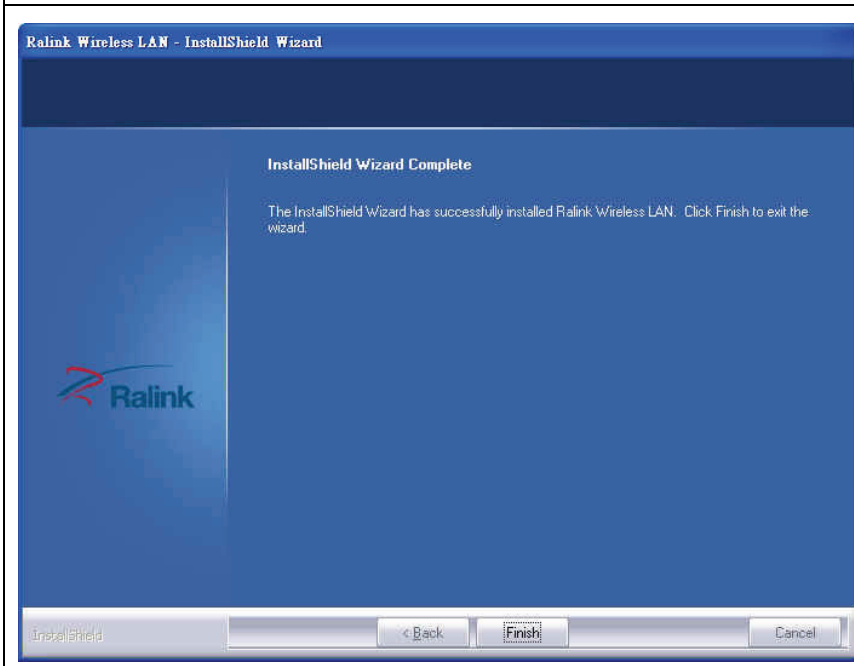 Ralink Wireless LAN - InstallShield Wizard
InstallShield Wizard Complete
The InstallShield Wizard has successfully installed Ralink Wireless LAN. Click Finish to exit the
wizard.
Ralink
InstallShield
< Back
Finish
Cancel